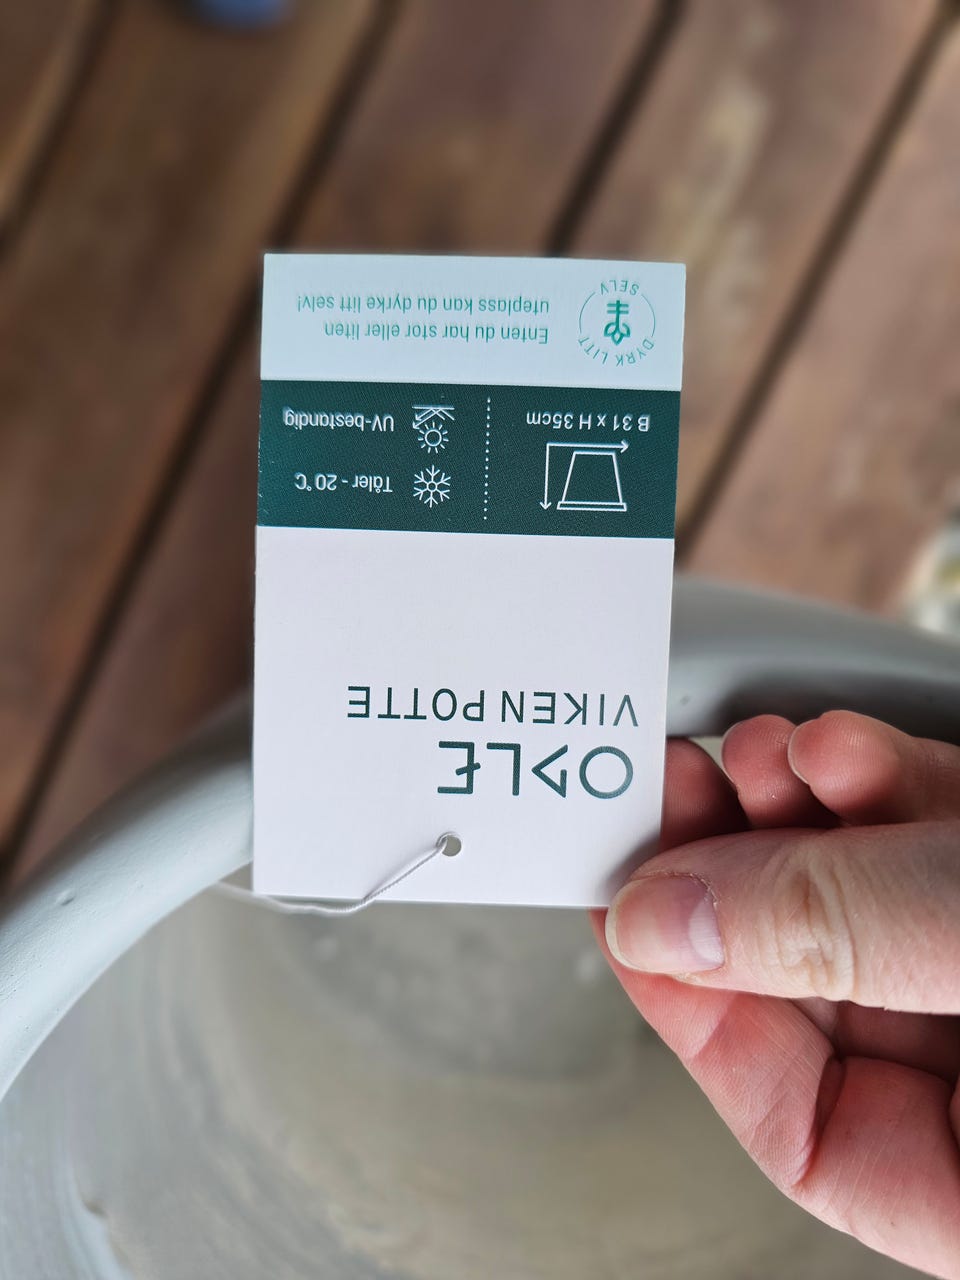 ODLE
VIKEN POTTE
B 31 x H 35cm
Tåler - 20°C
UV-bestandig
DYRK LITT
SELV
Enten du har stor eller liten
uteplass kan du dyrke litt selv!